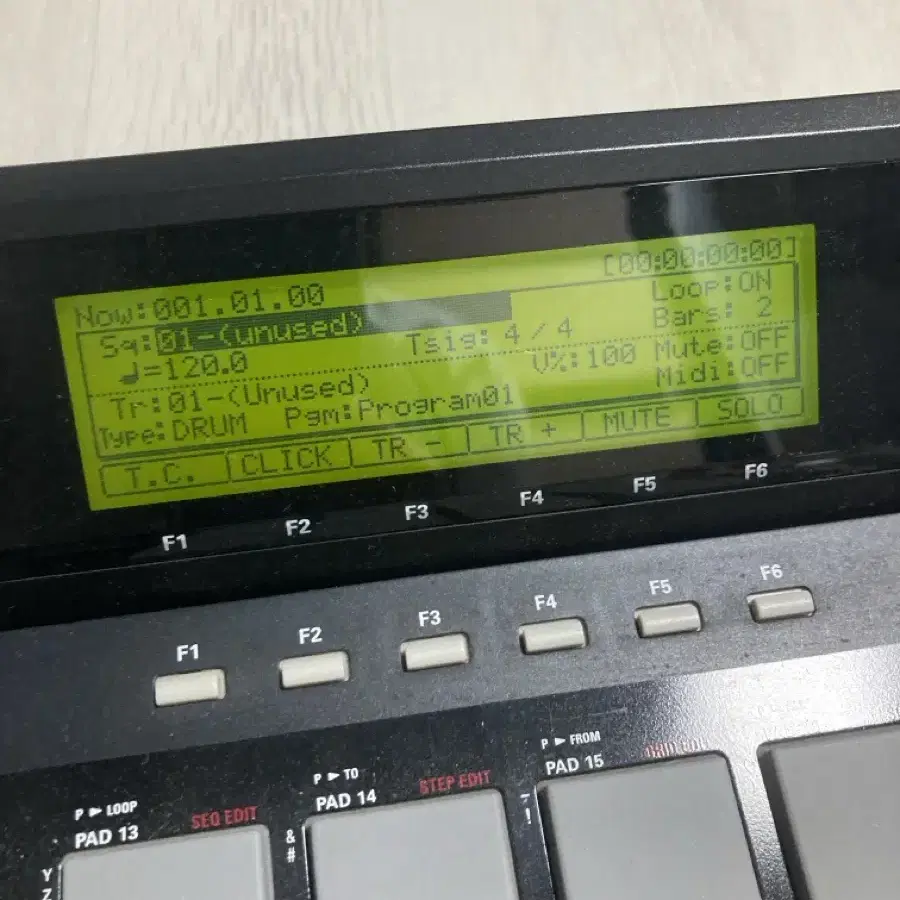 [00:00:00:00]
Now:001.01.00
Sq:01-(unused)
Loop:ON
♩=120.0
Tsig: 4/4
Bars: 2
Tr:01-(Unused)
V%:100
Mute:OFF
Type:DRUM
Pgm:Program01
Midi:OFF
T.C. CLICK TR - TR + MUTE SOLO
F1 F2 F3 F4 F5 F6
F1 F2 F3 F4 F5 F6
P ► LOOP
PAD 13 SEQ EDIT
P ► TO
PAD 14 STEP EDIT
P ► FROM
PAD 15
Y
Z
&
#
!